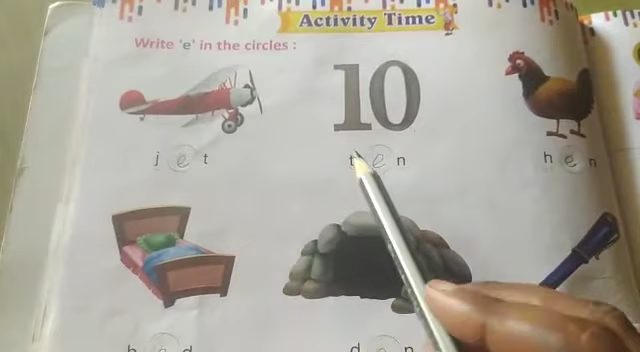 Activity Time
Write 'e' in the circles :
10
j e t
t e n
h e n
b e d
d e n